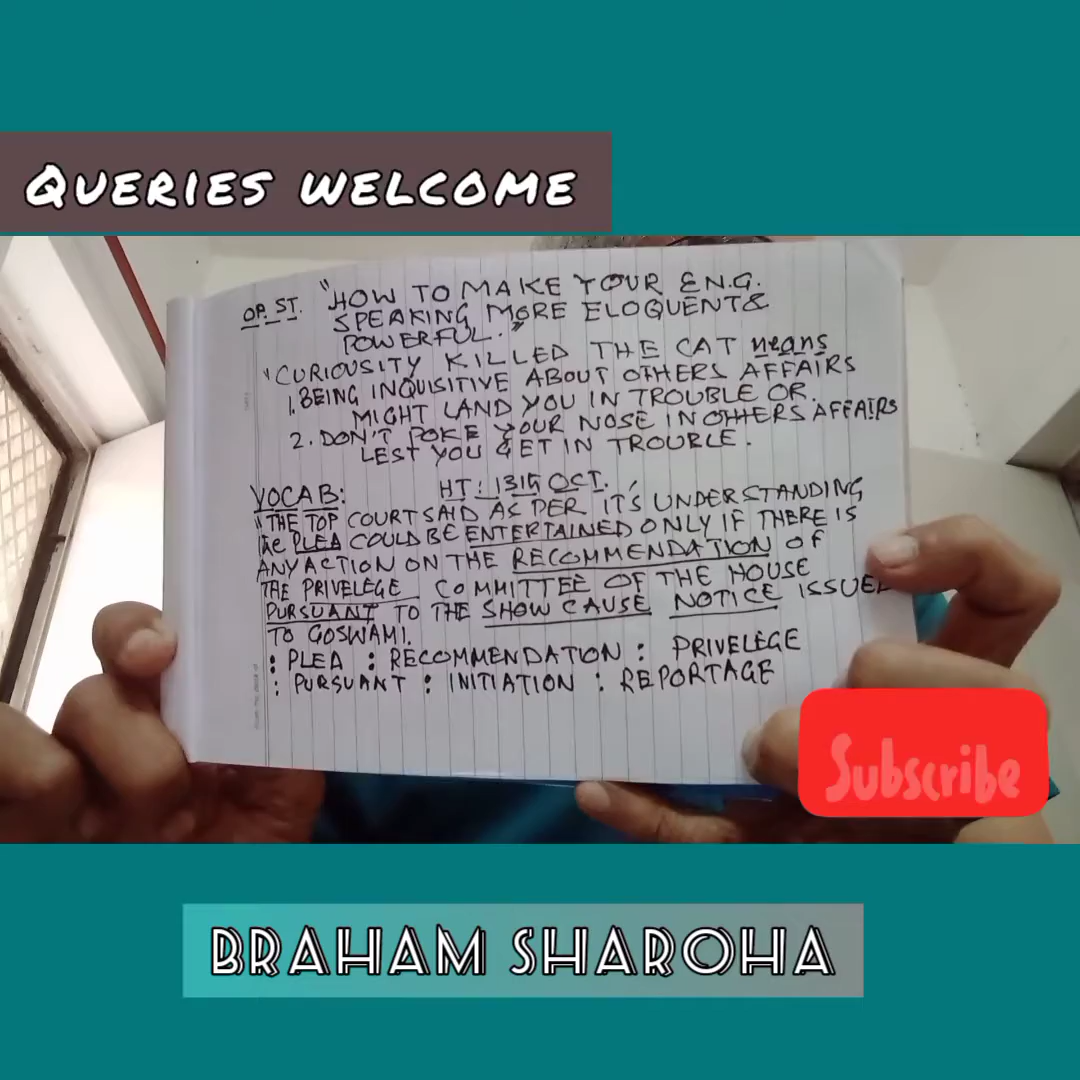 QUERIES WELCOME
OP. ST. "HOW TO MAKE YOUR ENG.
SPEAKING MORE ELOQUENT &
POWERFUL."
"CURIOSITY KILLED THE CAT means
1. BEING INQUISITIVE ABOUT OTHERS AFFAIRS
MIGHT LAND YOU IN TROUBLE OR.
2. DON'T POKE YOUR NOSE IN OTHERS AFFAIRS
LEST YOU GET IN TROUBLE.
VOCAB: HT: OCT.
"THE TOP COURT SAID AS PER IT'S UNDERSTANDING
the PLEA COULD BE ENTERTAINED ONLY IF THERE IS
ANY ACTION ON THE RECOMMENDATION OF
THE PRIVELEGE COMMITTEE OF THE HOUSE
PURSUANT TO THE SHOW CAUSE NOTICE ISSUED
TO GOSWAMI.
: PLEA : RECOMMENDATION : PRIVELEGE
: PURSUANT : INITIATION : REPORTAGE
Subscribe
BRAHAM SHAROHA